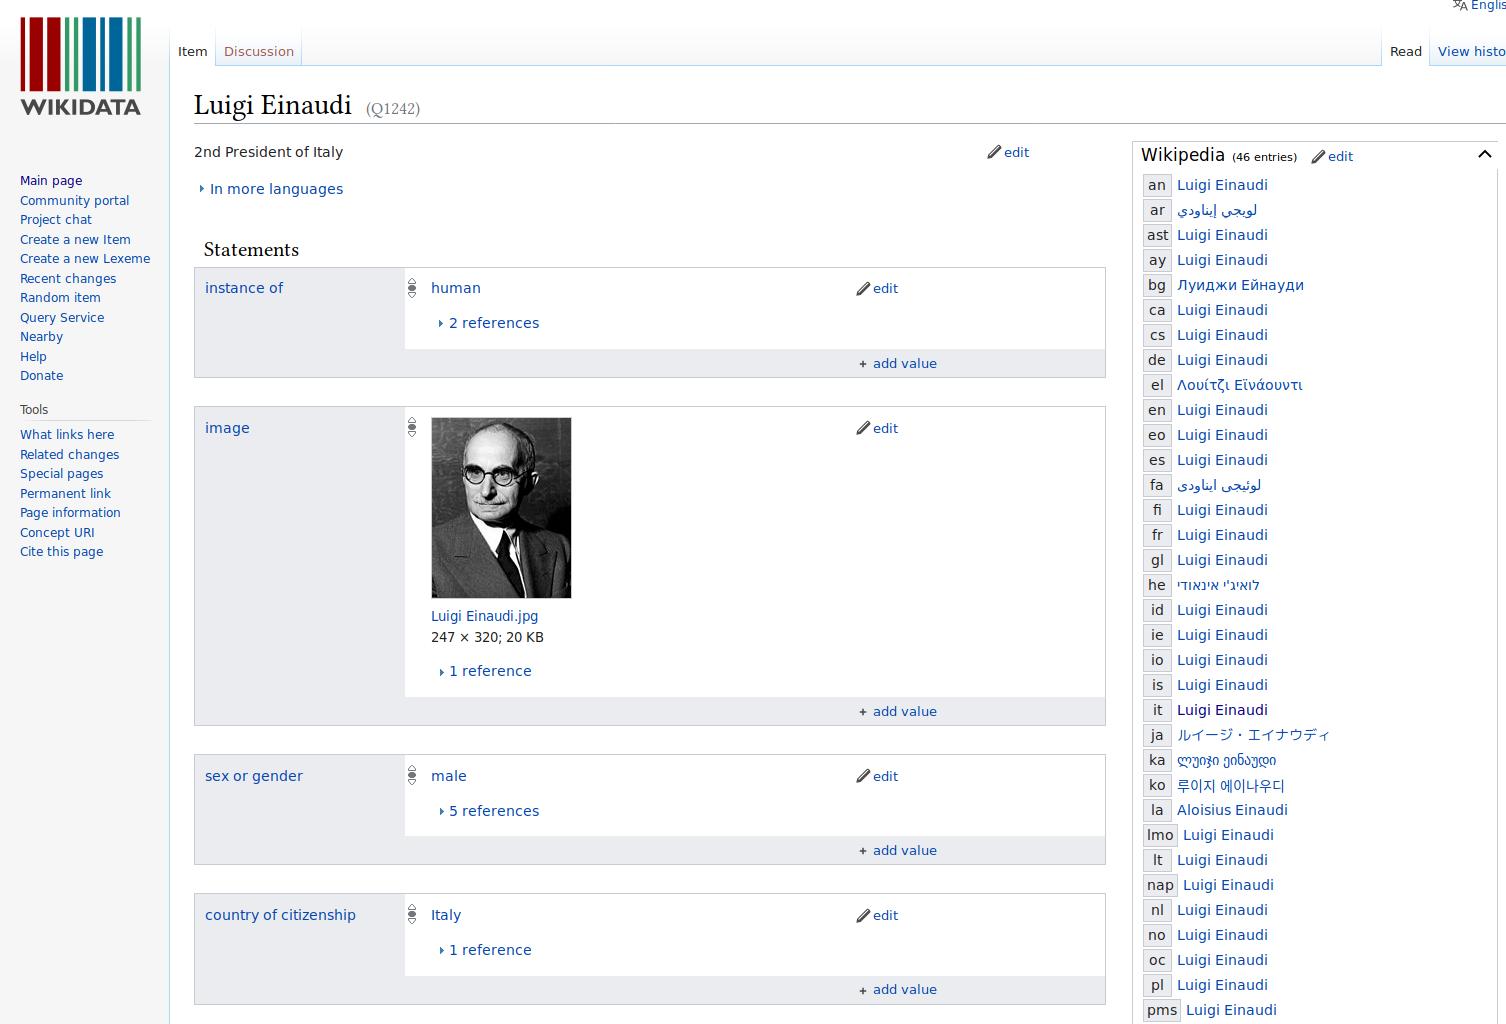 Englis
WIKIDATA
Item
Discussion
Read
View histo
Luigi Einaudi (Q1242)
2nd President of Italy
edit
In more languages
Statements
instance of
human
edit
2 references
+ add value
image
edit
Luigi Einaudi.jpg
247 × 320; 20 KB
1 reference
+ add value
sex or gender
male
edit
5 references
+ add value
country of citizenship
Italy
edit
1 reference
+ add value
Main page
Community portal
Project chat
Create a new Item
Create a new Lexeme
Recent changes
Random item
Query Service
Nearby
Help
Donate
Tools
What links here
Related changes
Special pages
Permanent link
Page information
Concept URI
Cite this page
Wikipedia (46 entries) edit
an Luigi Einaudi
ar لويجي إيناودي
ast Luigi Einaudi
ay Luigi Einaudi
bg Луиджи Ейнауди
ca Luigi Einaudi
cs Luigi Einaudi
de Luigi Einaudi
el Λουίτζι Εϊνάουντι
en Luigi Einaudi
eo Luigi Einaudi
es Luigi Einaudi
fa لوئیجی ایناودی
fi Luigi Einaudi
fr Luigi Einaudi
gl Luigi Einaudi
he לואיג'י אינאודי
id Luigi Einaudi
ie Luigi Einaudi
io Luigi Einaudi
is Luigi Einaudi
it Luigi Einaudi
ja ルイージ・エイナウディ
ka ლუიჯი ეინაუდი
ko 루이지 에이나우디
la Aloisius Einaudi
lmo Luigi Einaudi
lt Luigi Einaudi
nap Luigi Einaudi
nl Luigi Einaudi
no Luigi Einaudi
oc Luigi Einaudi
pl Luigi Einaudi
pms Luigi Einaudi